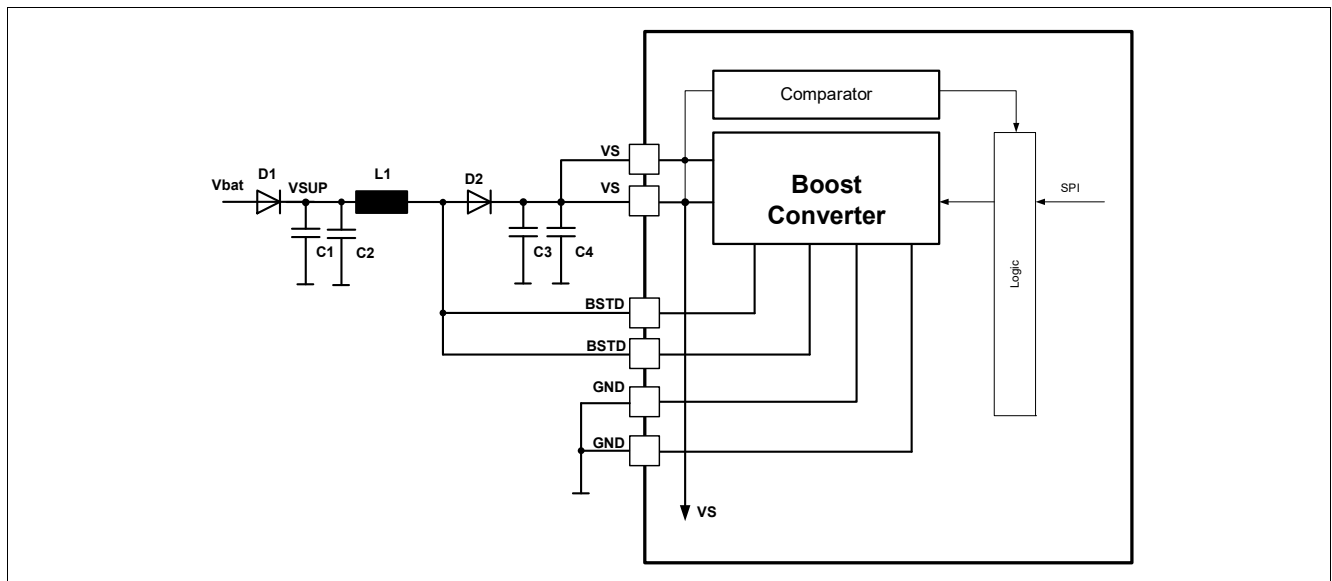 Comparator
VS
Boost
Converter
D1
L1
D2
Vbat
VSUP
VS
SPI
C1
C2
C3
C4
Logic
BSTD
BSTD
GND
GND
VS